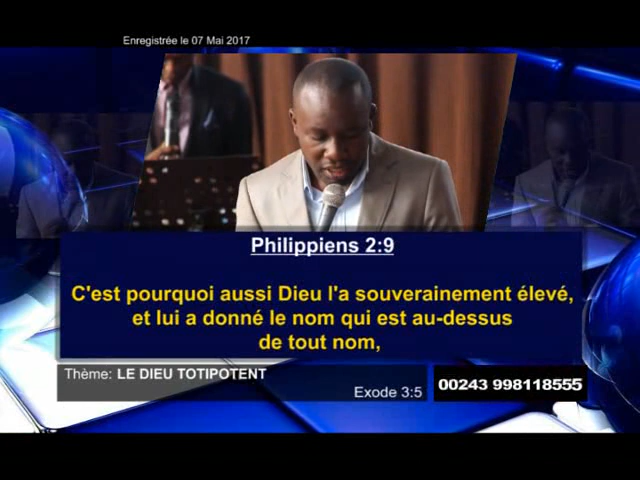 Enregistrée le 07 Mai 2017
Philippiens 2:9
C'est pourquoi aussi Dieu l'a souverainement élevé,
et lui a donné le nom qui est au-dessus
de tout nom,
Thème: LE DIEU TOTIPOTENT
Exode 3:5
00243 998118555